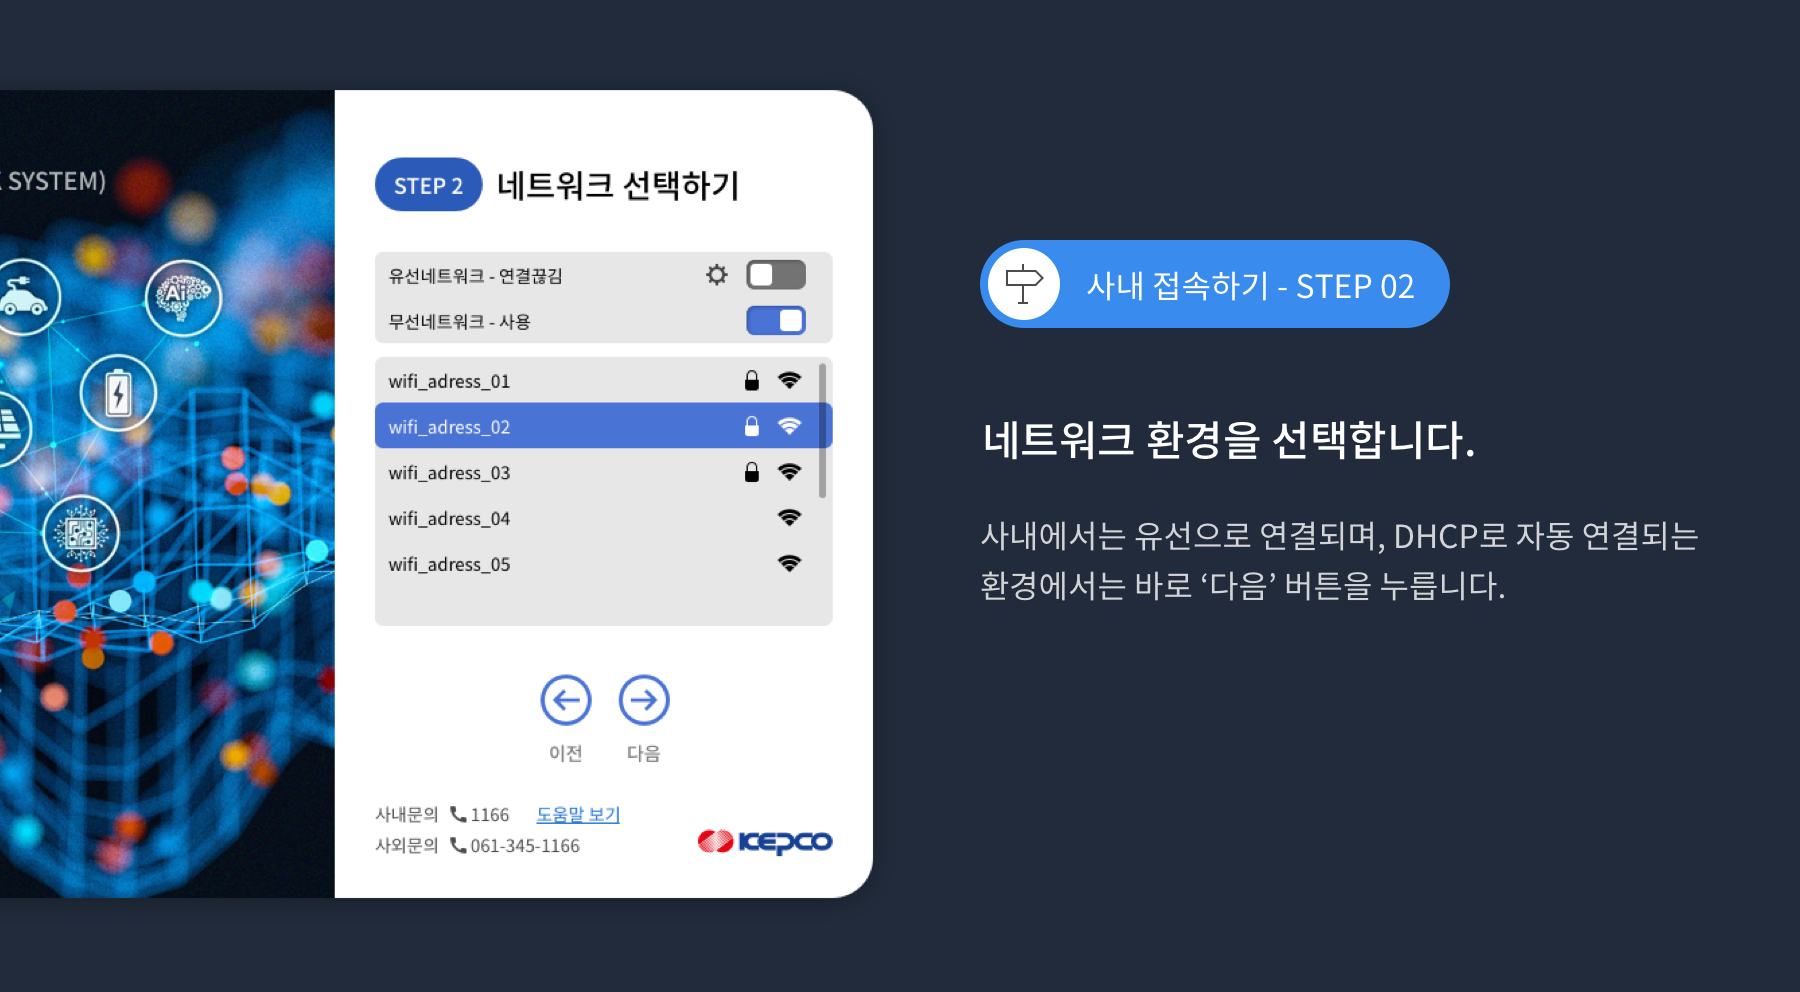 SYSTEM)
Ai
STEP 2 네트워크 선택하기
유선네트워크 - 연결끊김
무선네트워크 - 사용
wifi_adress_01
wifi_adress_02
wifi_adress_03
wifi_adress_04
wifi_adress_05
이전 다음
사내문의 1166 도움말 보기
사외문의 061-345-1166
KEPCO
사내 접속하기 - STEP 02
네트워크 환경을 선택합니다.
사내에서는 유선으로 연결되며, DHCP로 자동 연결되는
환경에서는 바로 ‘다음’ 버튼을 누릅니다.